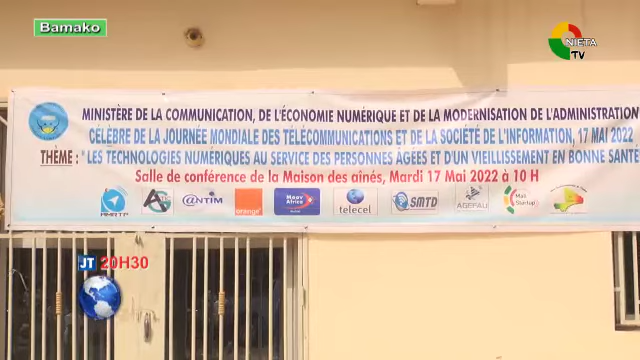 Bamako
NIETA
TV
MINISTÈRE DE LA COMMUNICATION, DE L'ÉCONOMIE NUMÉRIQUE ET DE LA MODERNISATION DE L'ADMINISTRATION
CÉLÈBRE DE LA JOURNÉE MONDIALE DES TÉLÉCOMMUNICATIONS ET DE LA SOCIÉTÉ DE L'INFORMATION, 17 MAI 2022
THÈME : "LES TECHNOLOGIES NUMÉRIQUES AU SERVICE DES PERSONNES ÂGÉES ET D'UN VIEILLISSEMENT EN BONNE SANTÉ
Salle de conférence de la Maison des aînés, Mardi 17 Mai 2022 à 10 H
AMRTP @NTIM orange Moov Africa telecel SMTD AGEFAU Mali Startup
JT 20H30